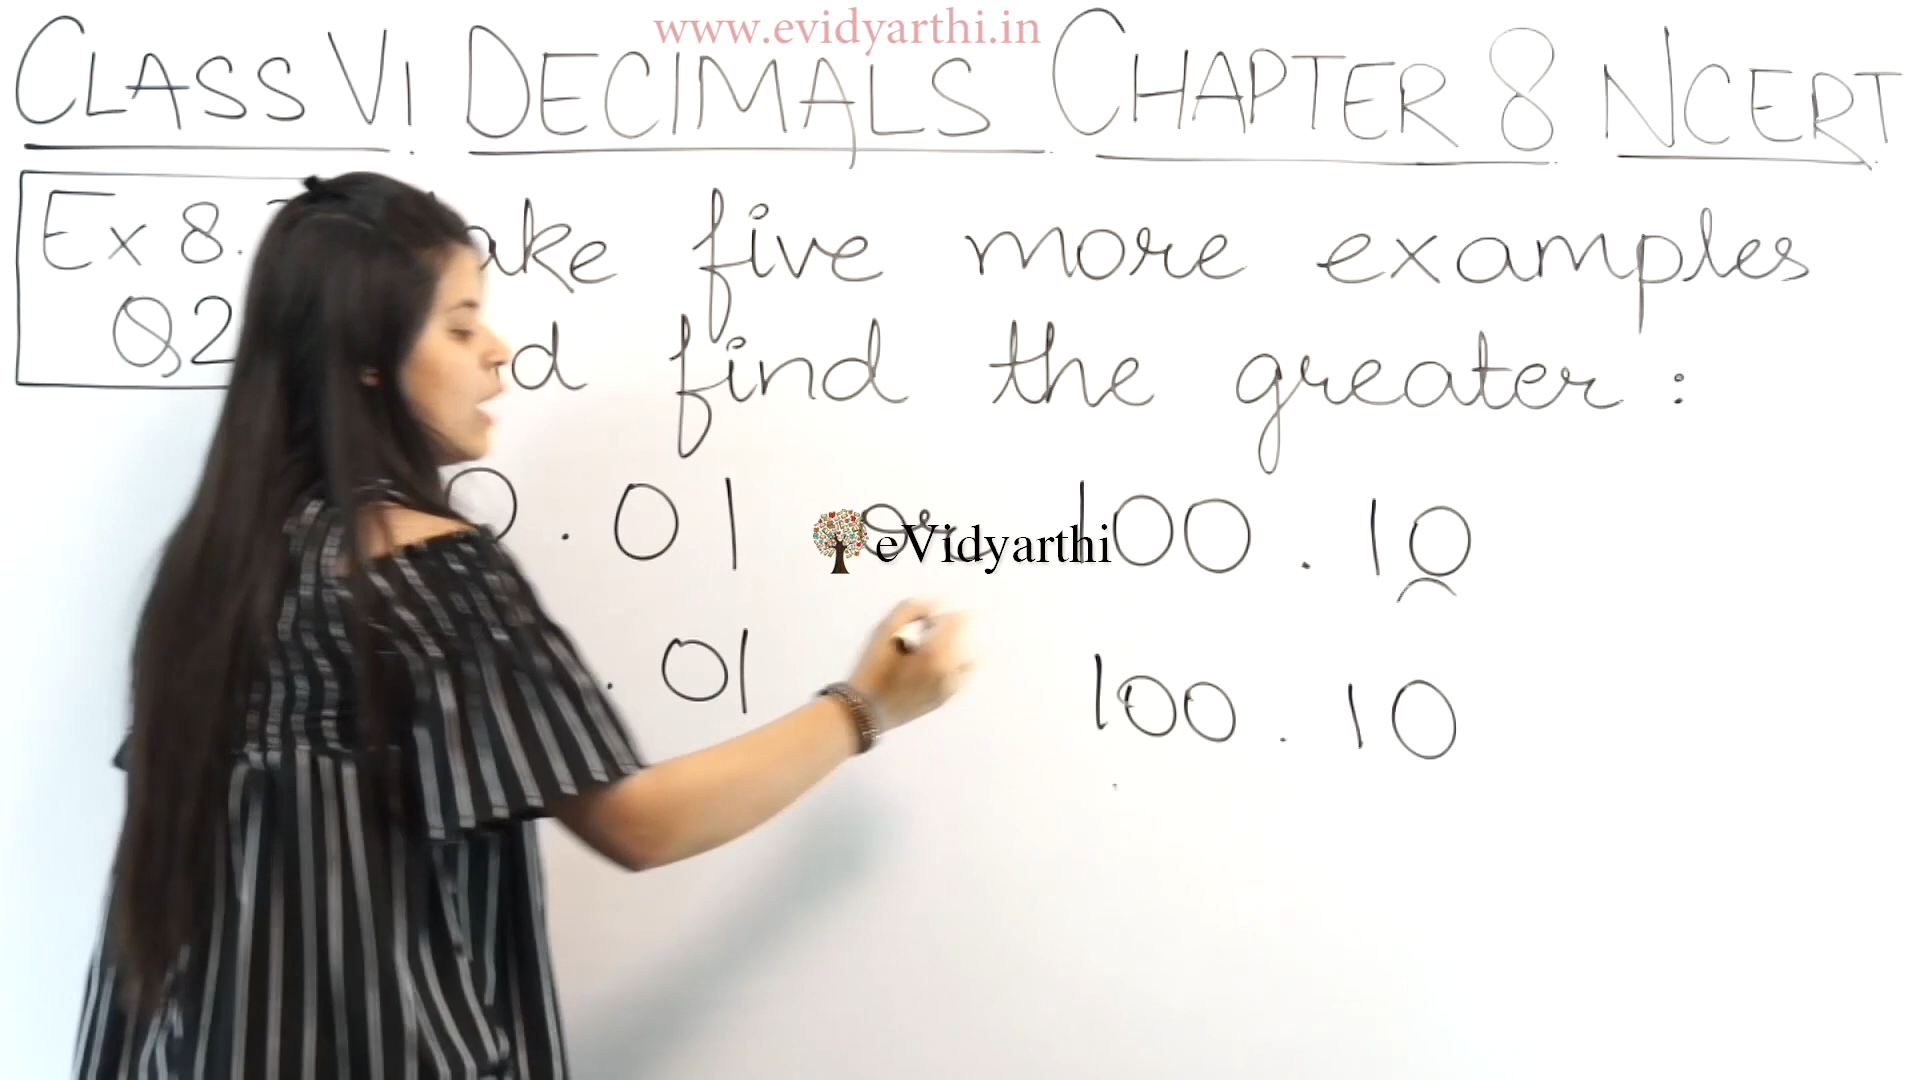 www.evidyarthi.in
CLASS VI DECIMALS CHAPTER 8 NCERT
Ex 8. ake five more examples
Q2 d find the greater :
0.01 or 100.10
eVidyarthi
.01 100.10